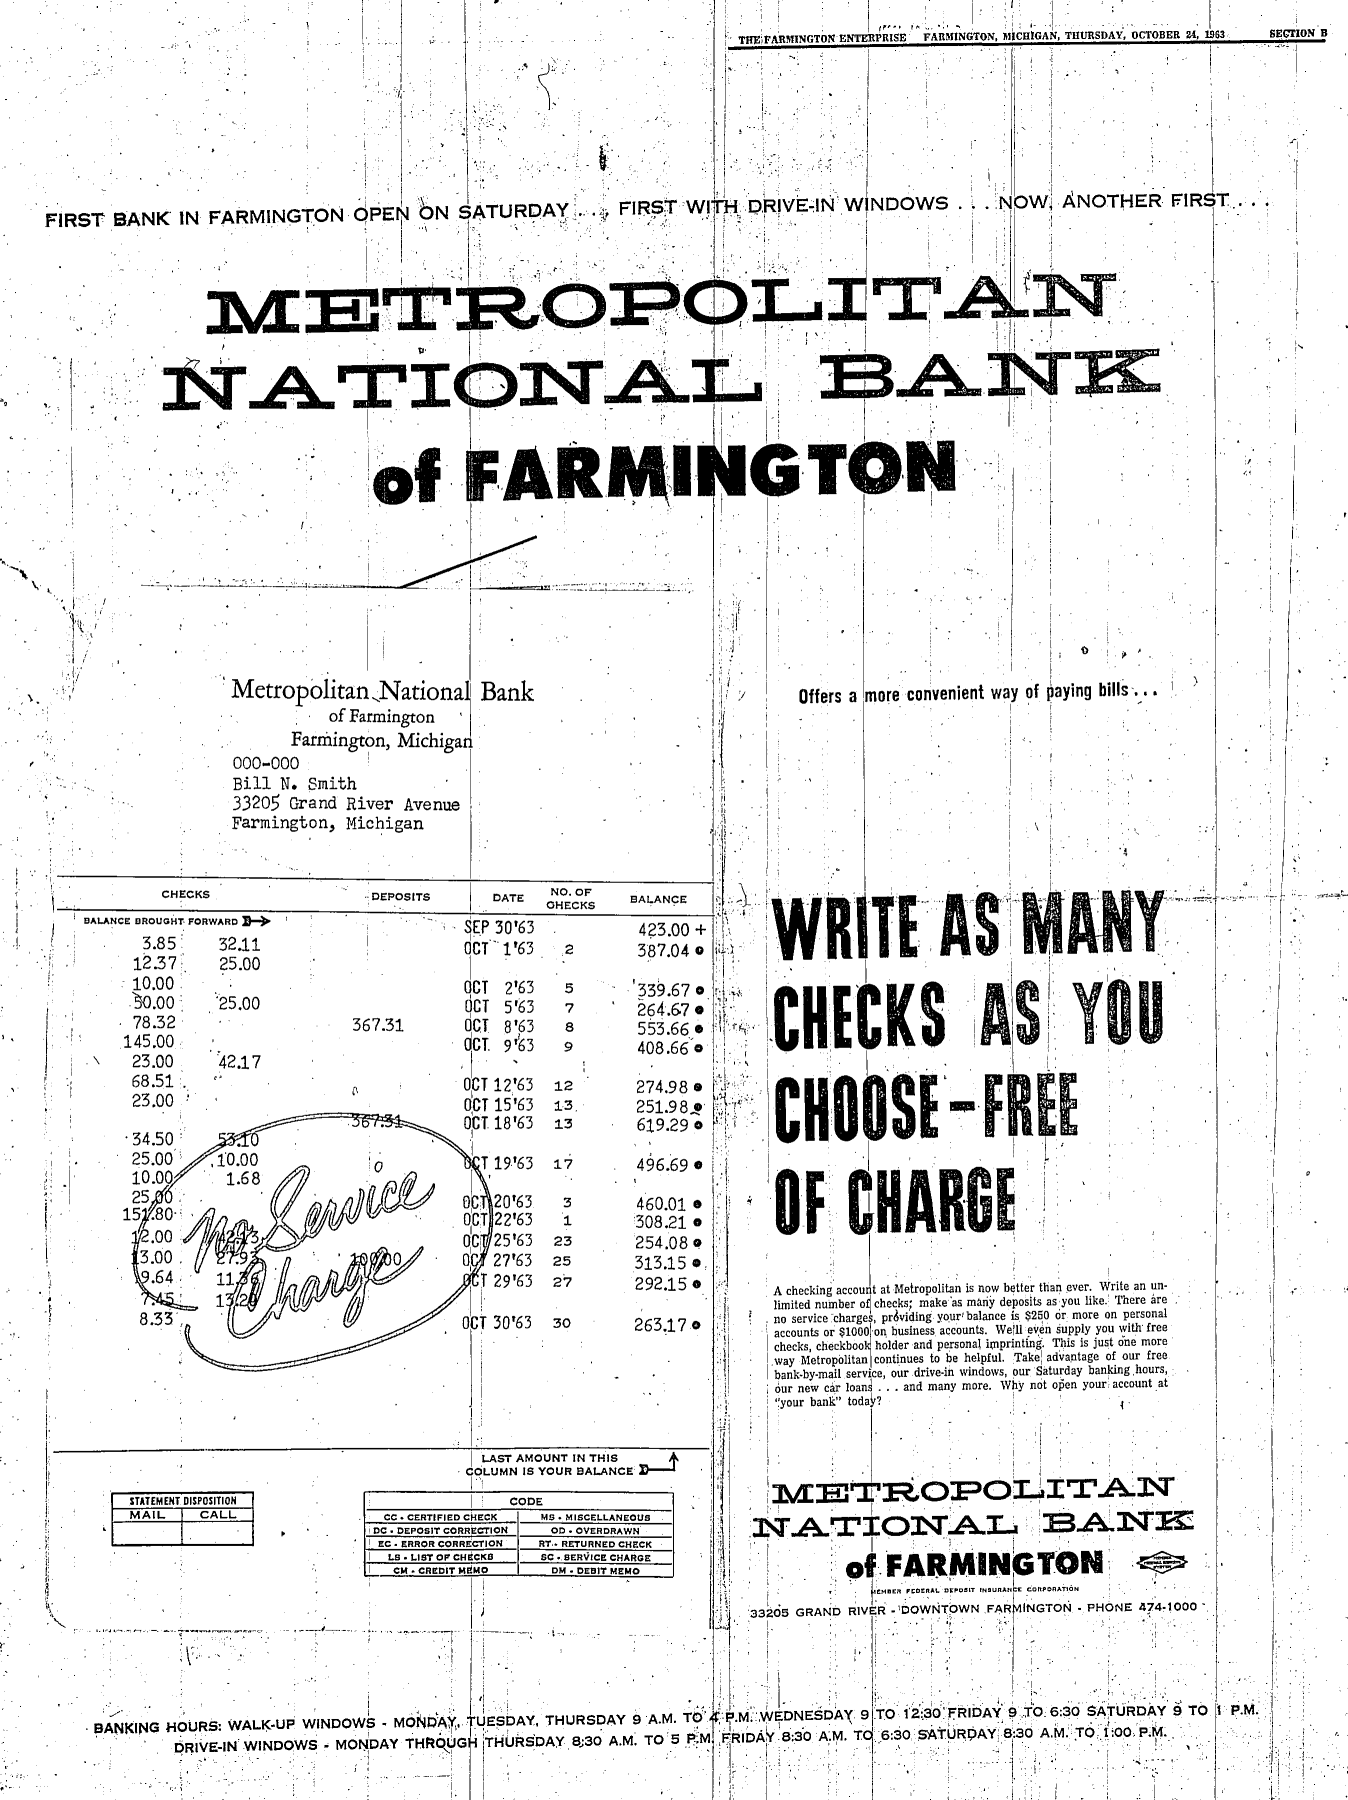 THE FARMINGTON ENTERPRISE FARMINGTON, MICHIGAN, THURSDAY, OCTOBER 24, 1963 SECTION B
FIRST BANK IN FARMINGTON OPEN ON SATURDAY . . . FIRST WITH DRIVE-IN WINDOWS . . . NOW, ANOTHER FIRST . . .
METROPOLITAN
NATIONAL BANK
of FARMINGTON
Metropolitan National Bank
of Farmington
Farmington, Michigan
000-000
Bill N. Smith
33205 Grand River Avenue
Farmington, Michigan
CHECKS DEPOSITS DATE NO. OF CHECKS BALANCE
BALANCE BROUGHT FORWARD
SEP 30'63 423.00 +
3.85 32.11 OCT 1'63 2 387.04
12.37 25.00
10.00 OCT 2'63 5 339.67
50.00 25.00 OCT 5'63 7 264.67
78.32 367.31 OCT 8'63 8 553.66
145.00 OCT 9'63 9 408.66
23.00 42.17
68.51 OCT 12'63 12 274.98
23.00 OCT 15'63 13 251.98
367.31 OCT 18'63 13 619.29
34.50 53.10
25.00 10.00 OCT 19'63 17 496.69
10.00 1.68
25.00 OCT 20'63 3 460.01
151.80 OCT 22'63 1 308.21
12.00 42.13 OCT 25'63 23 254.08
13.00 27.93 100.00 OCT 27'63 25 313.15
9.64 11.36 OCT 29'63 27 292.15
7.45 13.20
8.33 OCT 30'63 30 263.17
No Service
Charge
LAST AMOUNT IN THIS
COLUMN IS YOUR BALANCE
STATEMENT DISPOSITION
MAIL CALL
CODE
CC - CERTIFIED CHECK MS - MISCELLANEOUS
DC - DEPOSIT CORRECTION OD - OVERDRAWN
EC - ERROR CORRECTION RT - RETURNED CHECK
LS - LIST OF CHECKS SC - SERVICE CHARGE
CM - CREDIT MEMO DM - DEBIT MEMO
Offers a more convenient way of paying bills . . .
WRITE AS MANY
CHECKS AS YOU
CHOOSE – FREE
OF CHARGE
A checking account at Metropolitan is now better than ever. Write an un-
limited number of checks; make as many deposits as you like. There are
no service charges, providing your balance is $250 or more on personal
accounts or $1000 on business accounts. We'll even supply you with free
checks, checkbook holder and personal imprinting. This is just one more
way Metropolitan continues to be helpful. Take advantage of our free
bank-by-mail service, our drive-in windows, our Saturday banking hours,
our new car loans . . . and many more. Why not open your account at
"your bank" today?
METROPOLITAN
NATIONAL BANK
of FARMINGTON
MEMBER FEDERAL DEPOSIT INSURANCE CORPORATION
33205 GRAND RIVER - DOWNTOWN FARMINGTON - PHONE 474-1000
BANKING HOURS: WALK-UP WINDOWS - MONDAY, TUESDAY, THURSDAY 9 A.M. TO 4 P.M. WEDNESDAY 9 TO 12:30 FRIDAY 9 TO 6:30 SATURDAY 9 TO 1 P.M.
DRIVE-IN WINDOWS - MONDAY THROUGH THURSDAY 8:30 A.M. TO 5 P.M. FRIDAY 8:30 A.M. TO 6:30 SATURDAY 8:30 A.M. TO 1:00 P.M.